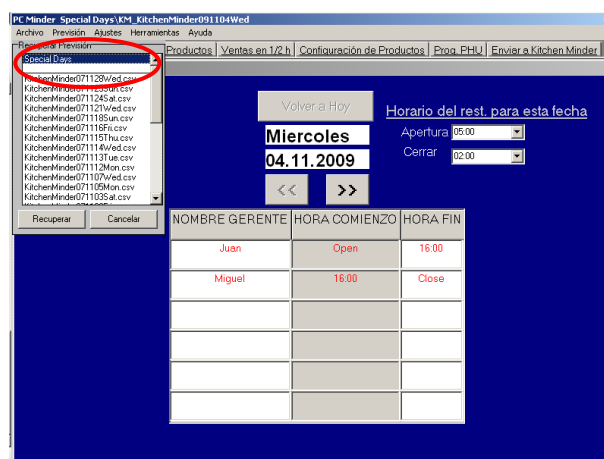 PC Minder Special Days\KM_KitchenMinder091104Wed
Archivo Previsión Ajustes Herramientas Ayuda
Recuperar Previsión
Productos Ventas en 1/2 h Configuración de Productos Prog. PHU Enviar a Kitchen Minder
Special Days
KitchenMinder071128Wed.csv
KitchenMinder071125Sun.csv
KitchenMinder071124Sat.csv
KitchenMinder071121Wed.csv
KitchenMinder071118Sun.csv
KitchenMinder071116Fri.csv
KitchenMinder071115Thu.csv
KitchenMinder071114Wed.csv
KitchenMinder071113Tue.csv
KitchenMinder071112Mon.csv
KitchenMinder071107Wed.csv
KitchenMinder071105Mon.csv
KitchenMinder071103Sat.csv
Recuperar Cancelar
Volver a Hoy
Horario del rest. para esta fecha
Miercoles
Apertura 05:00
04.11.2009
Cerrar 02:00
<< >>
NOMBRE GERENTE HORA COMIENZO HORA FIN
Juan Open 16:00
Miguel 16:00 Close